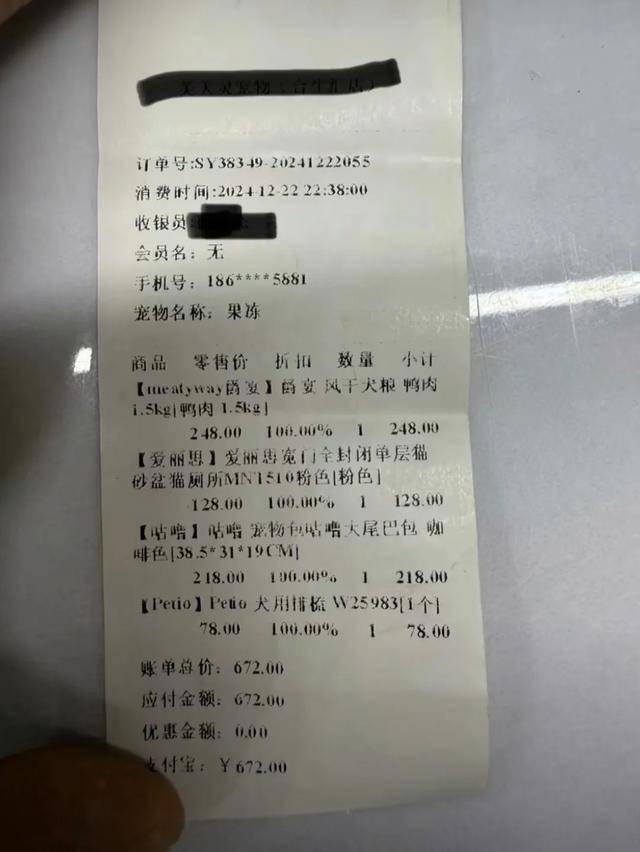 订单号:SY38349-20241222055
消费时间:2024-12-22 22:38:00
收银员
会员名：无
手机号：186****5881
宠物名称：果冻
商品 零售价 折扣 数量 小计
【meatyway爵宴】爵宴 风干犬粮 鸭肉
1.5kg[鸭肉 1.5kg]
248.00 100.00% 1 248.00
【爱丽思】爱丽思宽门全封闭单层猫
砂盆猫厕所MNT510粉色[粉色]
128.00 100.00% 1 128.00
【咕噜】咕噜 宠物包咕噜大尾巴包 咖
啡色[38.5*31*19CM]
218.00 100.00% 1 218.00
【Petio】Petio 犬用排梳 W25983[1个]
78.00 100.00% 1 78.00
账单总价：672.00
应付金额：672.00
优惠金额：0.00
支付宝：￥672.00